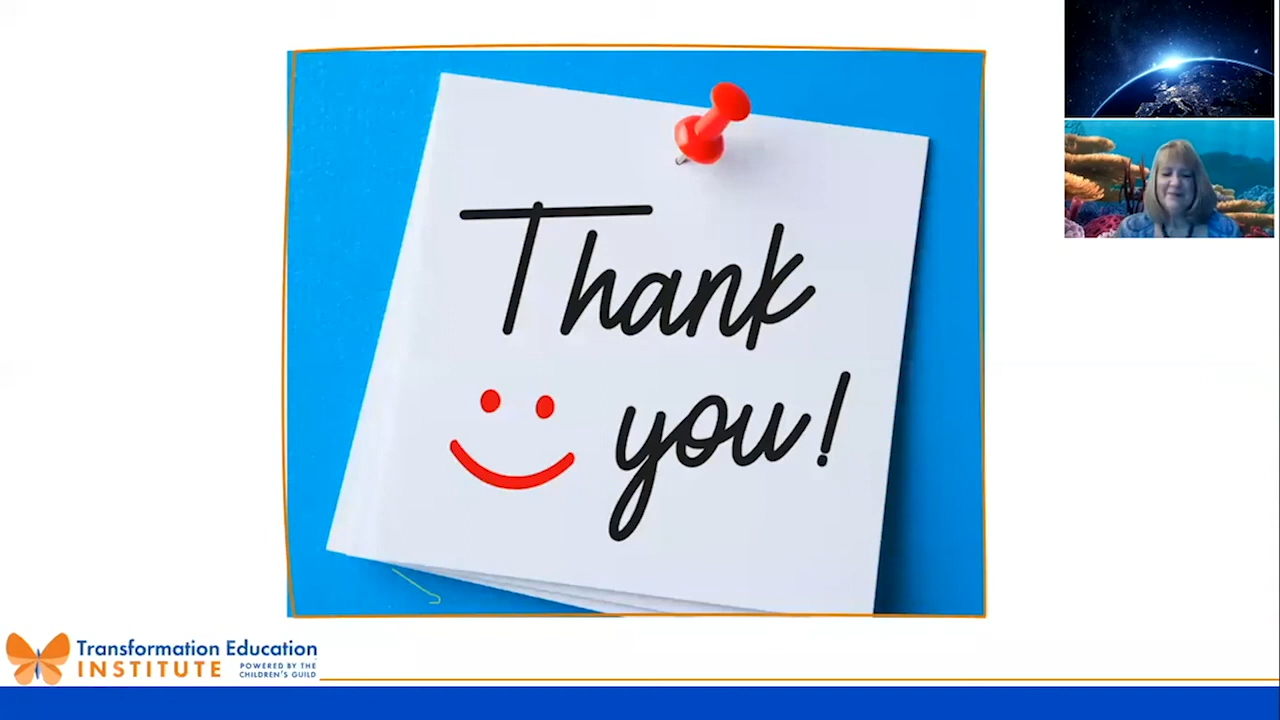 Thank
you!
Transformation Education
INSTITUTE
POWERED BY THE
CHILDREN'S GUILD